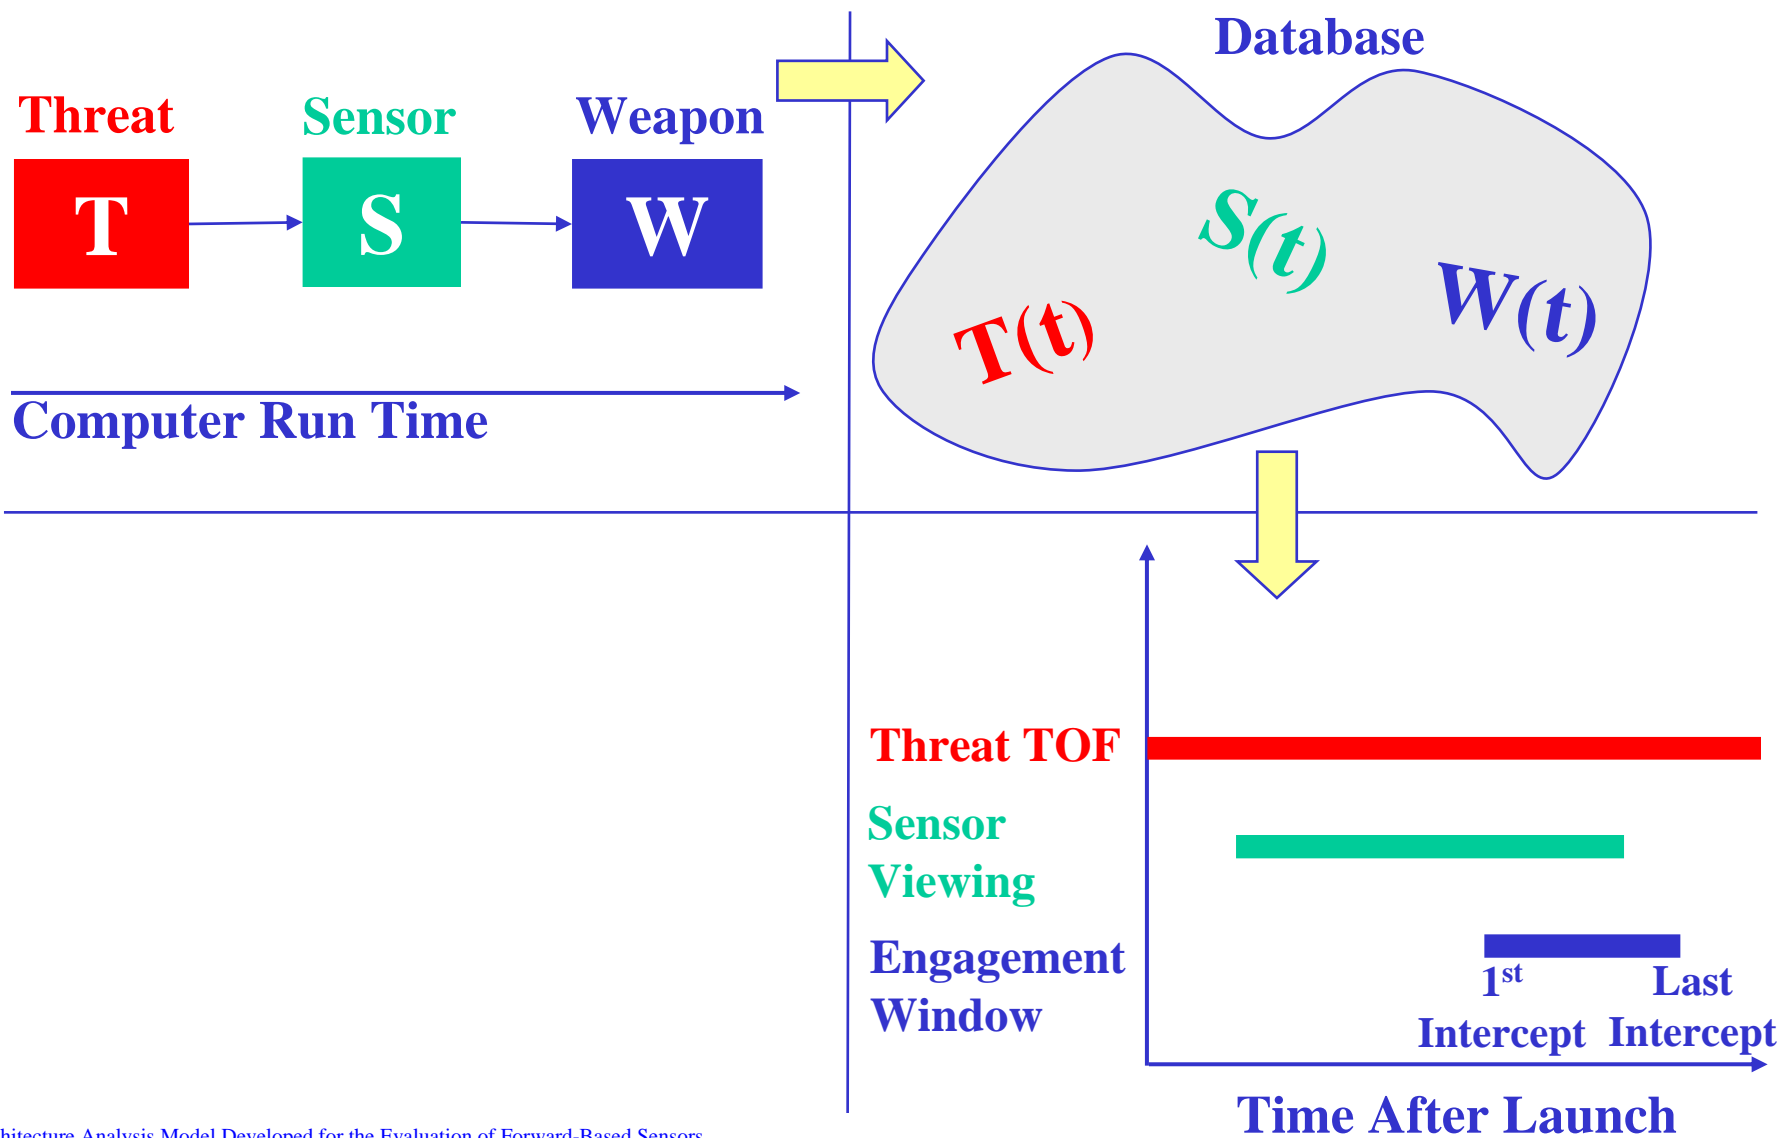 Threat
Sensor
Weapon
T
S
W
Computer Run Time
Database
T(t)
S(t)
W(t)
Threat TOF
Sensor
Viewing
Engagement
Window
1st
Intercept
Last
Intercept
Time After Launch
Analysis Model Developed for the Evaluation of Forward-Based Sensors